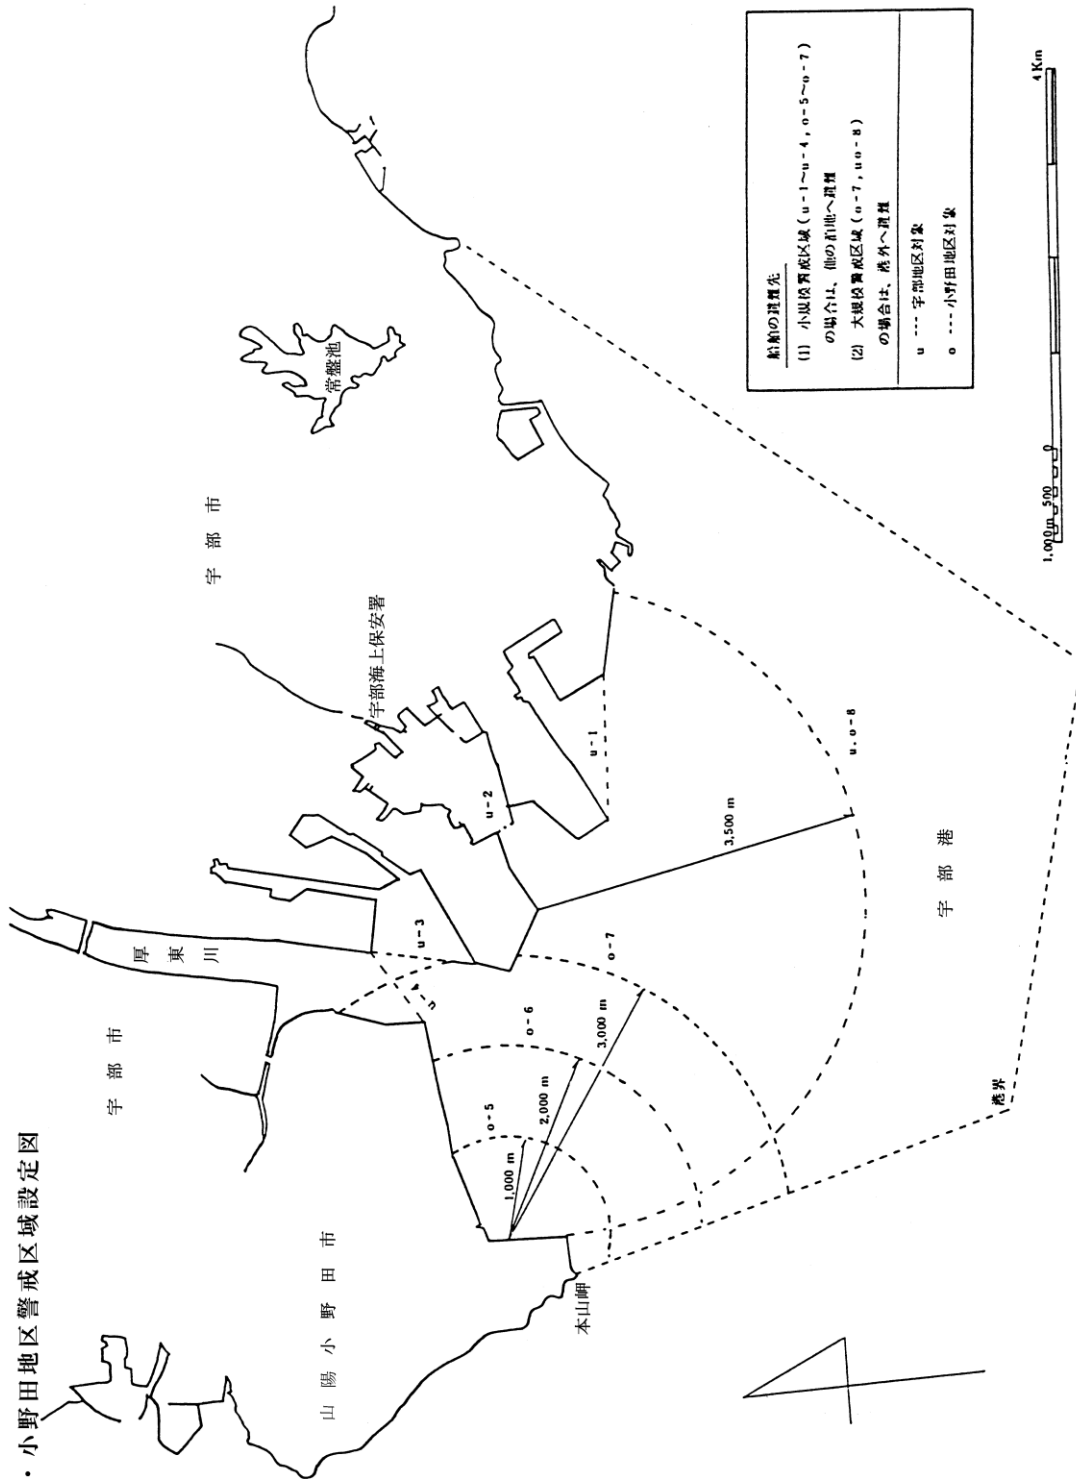 ・小野田地区警戒区域設定図
宇部市
宇部市
常盤池
厚東川
宇部海上保安署
山陽小野田市
本山岬
宇部港
港界
u-1
u-2
u-3
u
o-5
o-6
o-7
u.o-8
1,000 m
2,000 m
3,000 m
3,500 m
船舶の避難先
(1) 小規模警戒区域(u-1〜u-4, o-5〜o-7)
の場合は、他の泊地へ避難
(2) 大規模警戒区域(o-7, uo-8)
の場合は、港外へ避難
u --- 宇部地区対象
o --- 小野田地区対象
1,000m 500 0 4Km